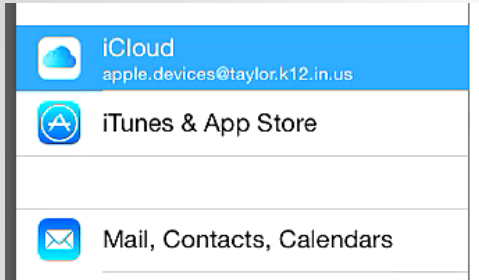 iCloud
apple.devices@taylor.k12.in.us
iTunes & App Store
Mail, Contacts, Calendars